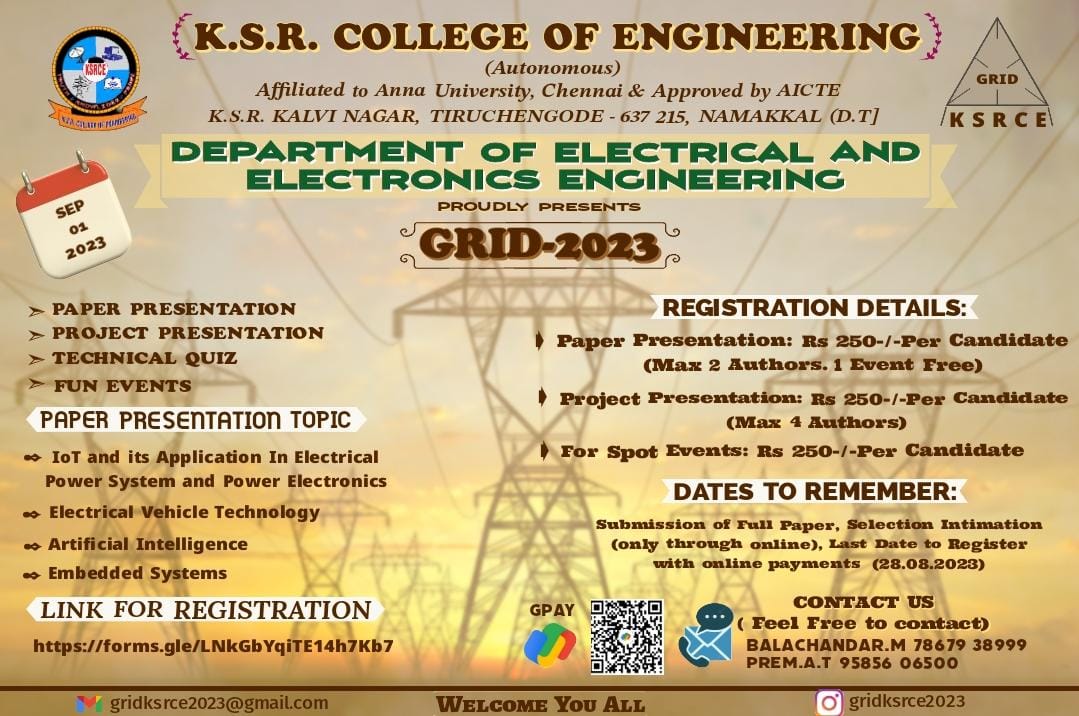 K.S.R. COLLEGE OF ENGINEERING
(Autonomous)
Affiliated to Anna University, Chennai & Approved by AICTE
K.S.R. KALVI NAGAR, TIRUCHENGODE - 637 215, NAMAKKAL (D.T]
KSRCE
K.S.R. COLLEGE OF ENGINEERING
GRID
KSRCE
DEPARTMENT OF ELECTRICAL AND
ELECTRONICS ENGINEERING
PROUDLY PRESENTS
GRID-2023
SEP
01
2023
PAPER PRESENTATION
PROJECT PRESENTATION
TECHNICAL QUIZ
FUN EVENTS
PAPER PRESENTATION TOPIC
IoT and its Application In Electrical
Power System and Power Electronics
Electrical Vehicle Technology
Artificial Intelligence
Embedded Systems
LINK FOR REGISTRATION
https://forms.gle/LNkGbYqiTE14h7Kb7
REGISTRATION DETAILS:
Paper Presentation: Rs 250-/-Per Candidate
(Max 2 Authors. 1 Event Free)
Project Presentation: Rs 250-/-Per Candidate
(Max 4 Authors)
For Spot Events: Rs 250-/-Per Candidate
DATES TO REMEMBER:
Submission of Full Paper, Selection Intimation
(only through online), Last Date to Register
with online payments (28.08.2023)
GPAY
CONTACT US
( Feel Free to contact)
BALACHANDAR.M 78679 38999
PREM.A.T 95856 06500
gridksrce2023@gmail.com
WELCOME YOU ALL
gridksrce2023